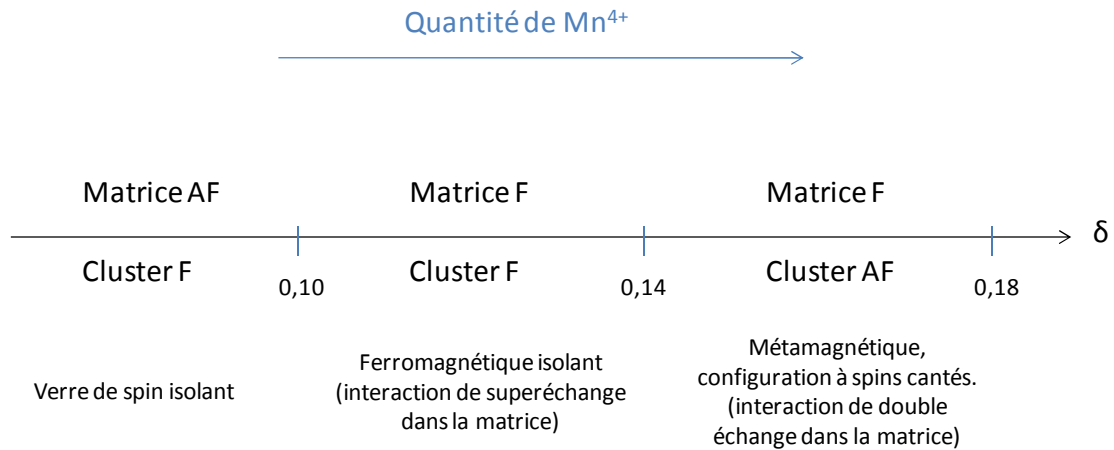 Quantité de Mn⁴⁺
Matrice AF
Matrice F
Matrice F
δ
Cluster F
Cluster F
Cluster AF
0,10
0,14
0,18
Verre de spin isolant
Ferromagnétique isolant
(interaction de superéchange
dans la matrice)
Métamagnétique,
configuration à spins cantés.
(interaction de double
échange dans la matrice)